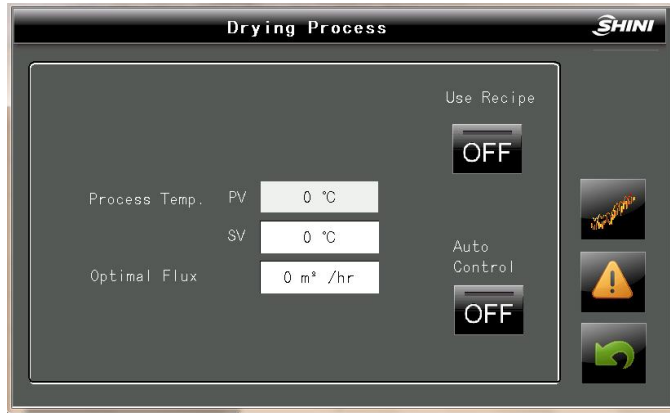 Drying Process
SHINI
Use Recipe
OFF
Process Temp. PV 0 ℃
SV 0 ℃
Auto
Control
Optimal Flux 0 m³ /hr
OFF